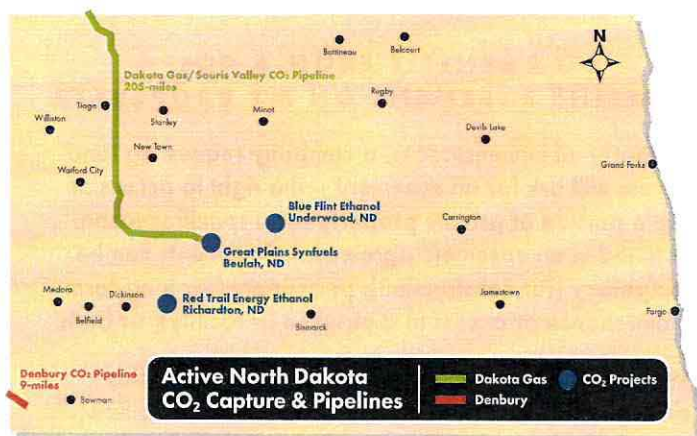 Bottineau
Belcourt
N
Dakota Gas/Souris Valley CO₂ Pipeline
205-miles
Tioga
Stanley
Rugby
Williston
Minot
Devils Lake
New Town
Grand Forks
Watford City
Blue Flint Ethanol
Underwood, ND
Carrington
Great Plains Synfuels
Beulah, ND
Medora
Dickinson
Belfield
Red Trail Energy Ethanol
Richardton, ND
Bismarck
Jamestown
Fargo
Denbury CO₂ Pipeline
9-miles
Bowman
Active North Dakota
CO₂ Capture & Pipelines
Dakota Gas
CO₂ Projects
Denbury